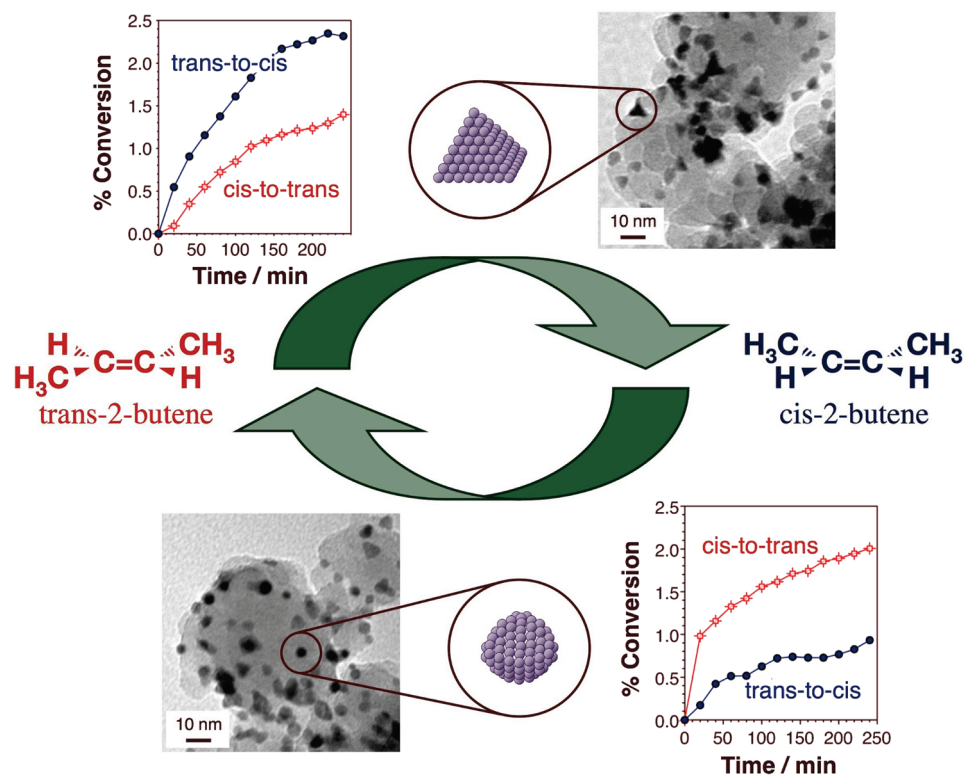 2.5
2.0
1.5
1.0
0.5
0.0
% Conversion
trans-to-cis
cis-to-trans
0 50 100 150 200
Time / min
10 nm
H
CH₃
C=C
H₃C
H
trans-2-butene
H₃C
CH₃
C=C
H
H
cis-2-butene
10 nm
2.5
2.0
1.5
1.0
0.5
0.0
% Conversion
cis-to-trans
trans-to-cis
0 50 100 150 200 250
Time / min